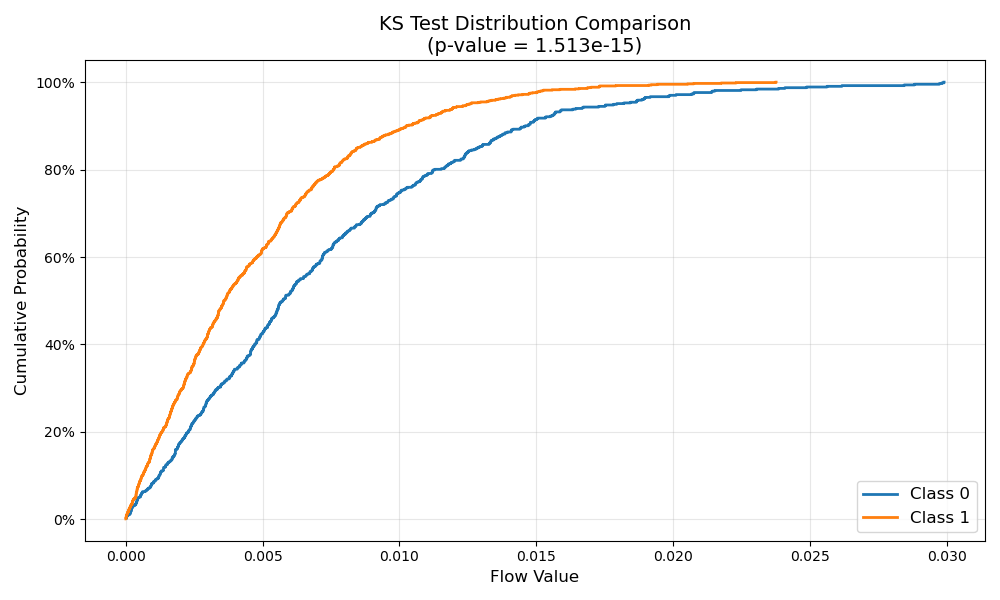 KS Test Distribution Comparison
(p-value = 1.513e-15)
Cumulative Probability
100%
80%
60%
40%
20%
0%
Class 0
Class 1
0.000 0.005 0.010 0.015 0.020 0.025 0.030
Flow Value